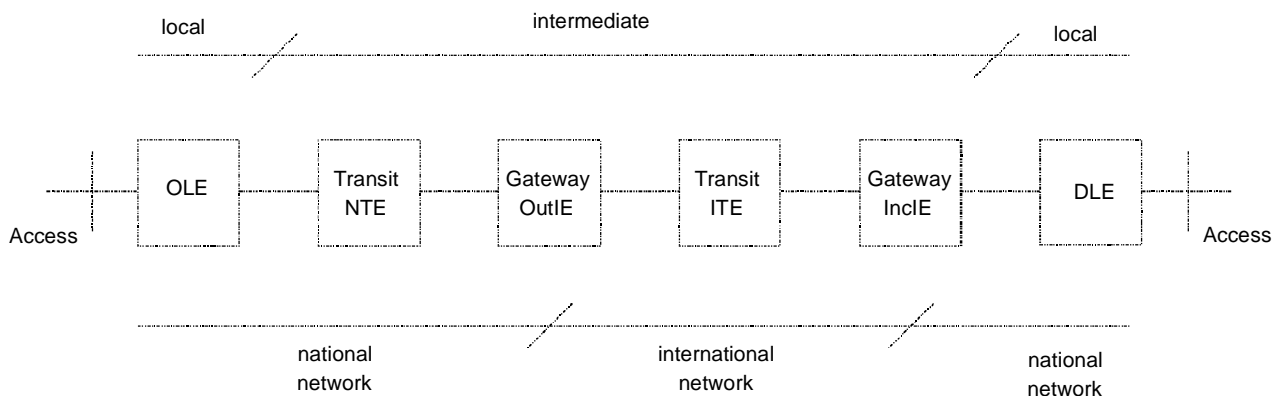 local
intermediate
local
OLE
Transit
NTE
Gateway
OutIE
Transit
ITE
Gateway
IncIE
DLE
Access
Access
national
network
international
network
national
network